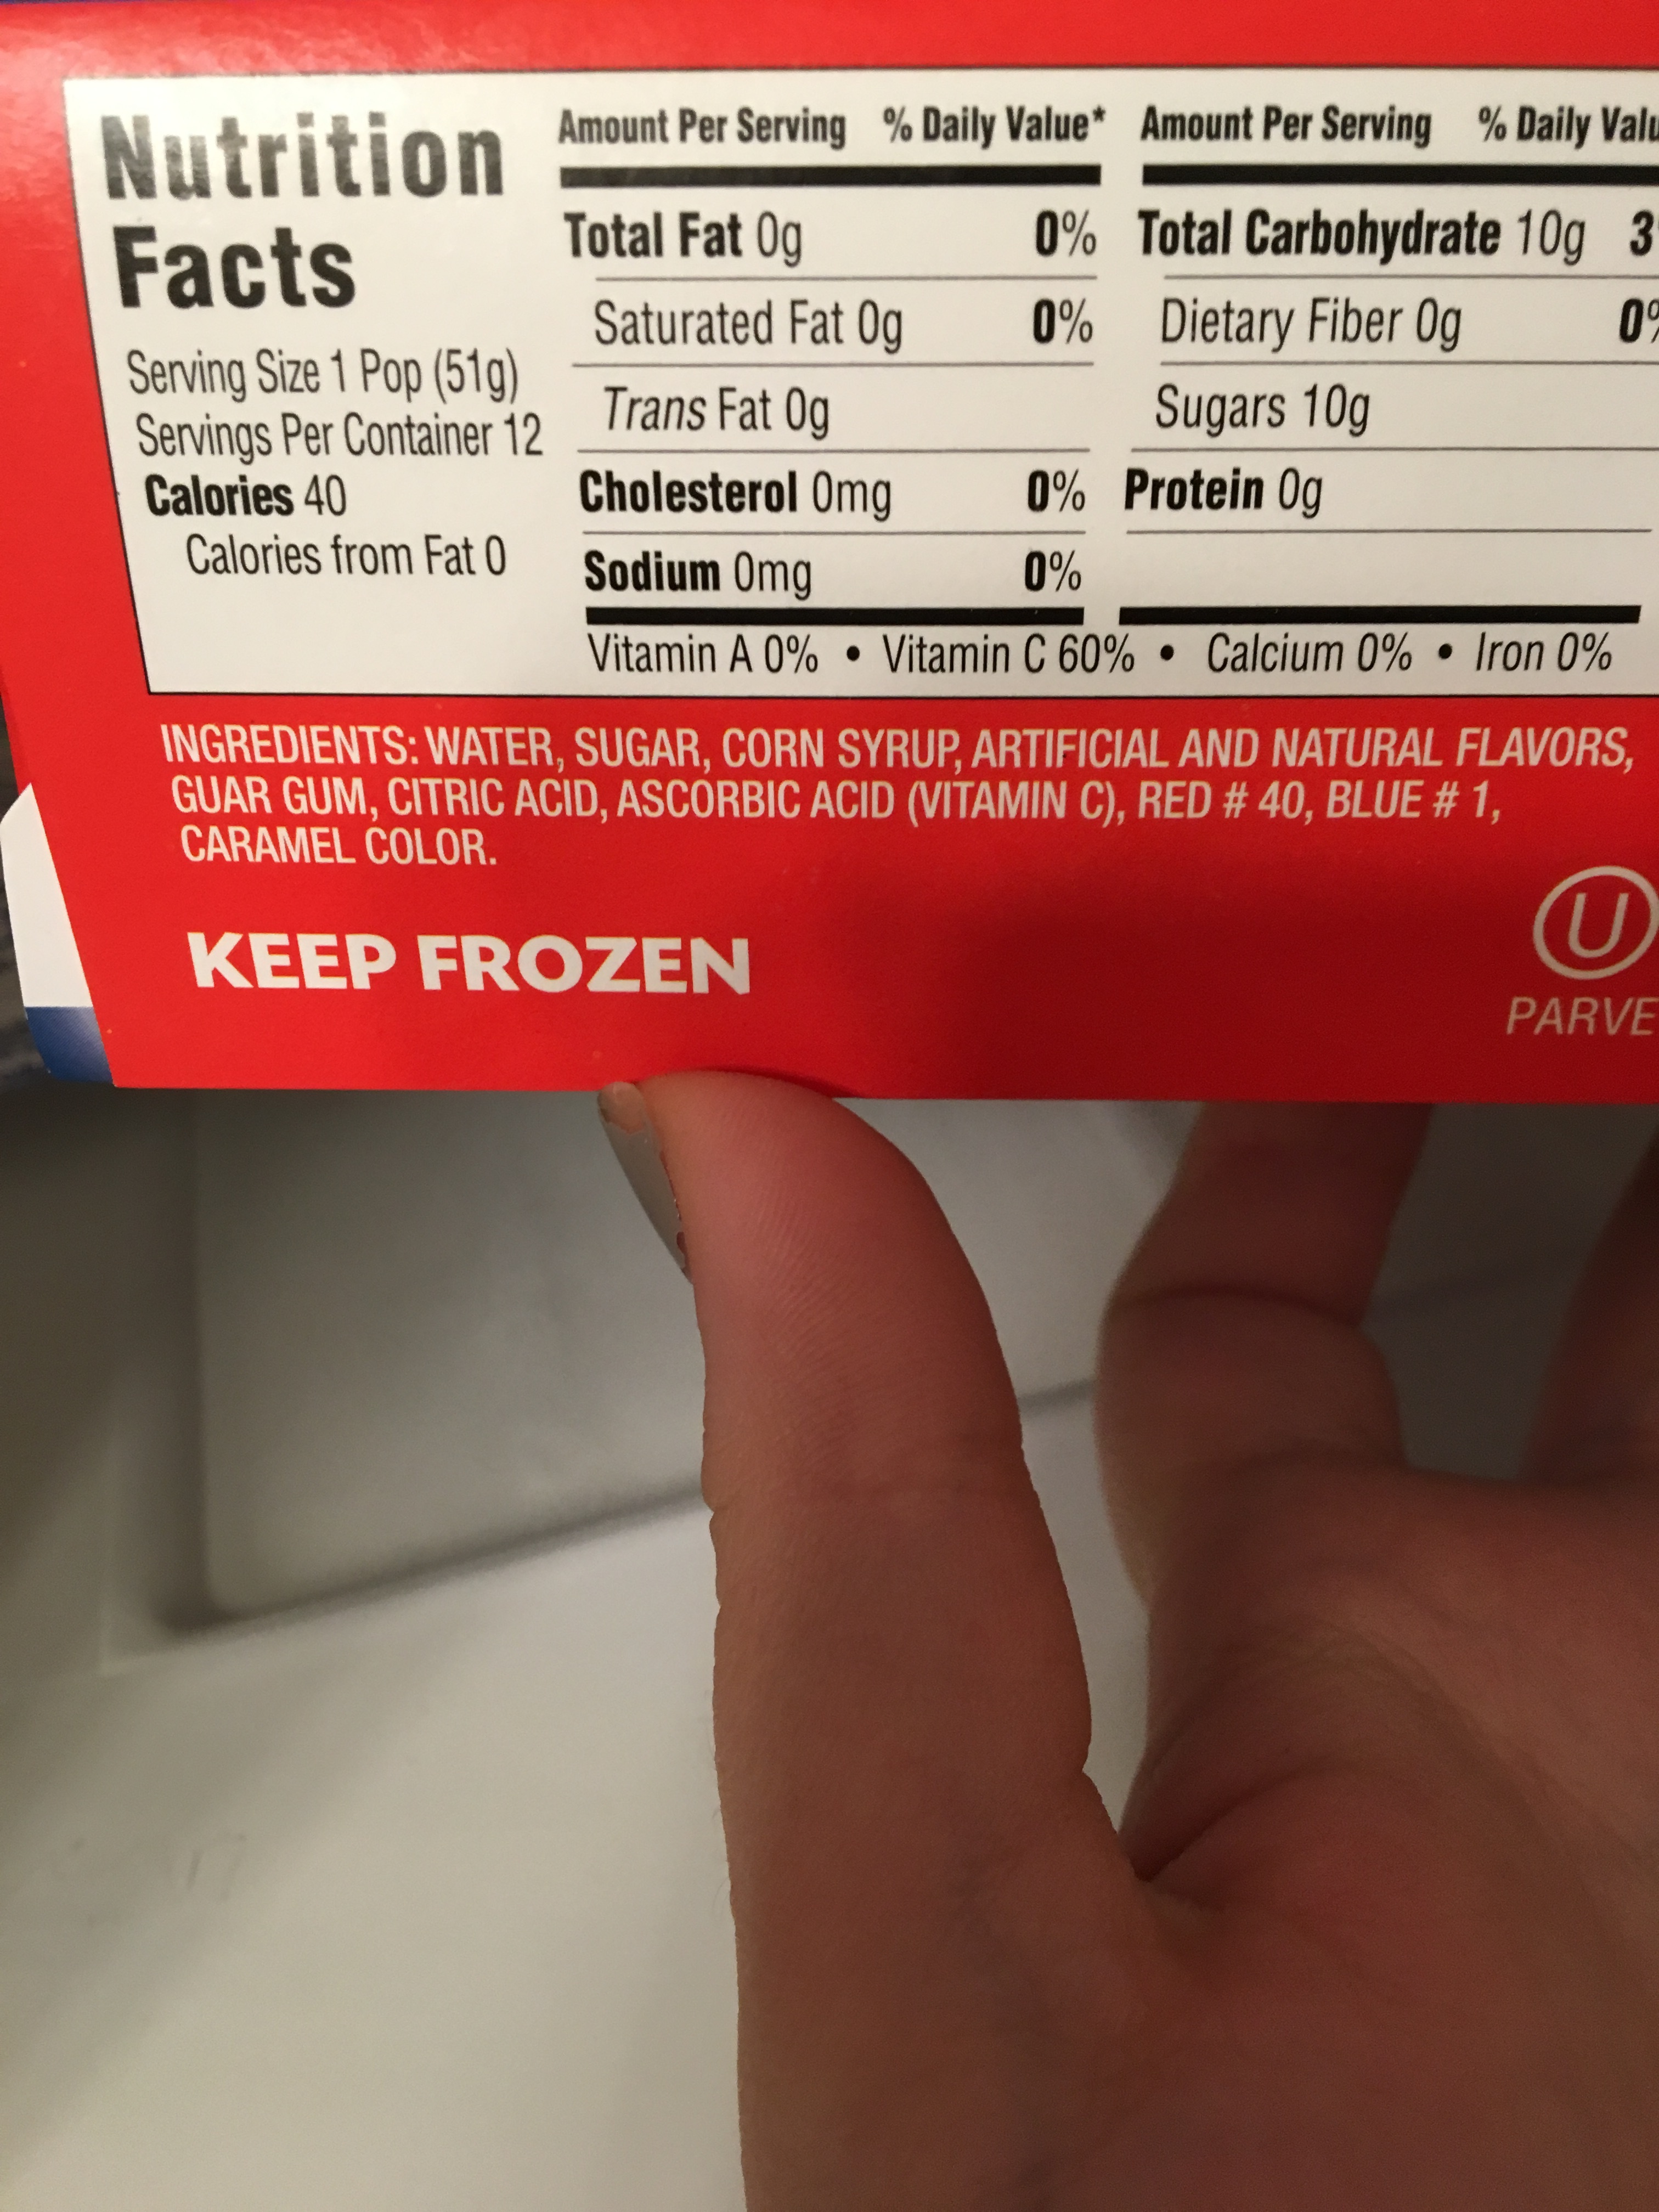 Nutrition
Facts
Serving Size 1 Pop (51g)
Servings Per Container 12
Calories 40
Calories from Fat 0
Amount Per Serving % Daily Value*
Total Fat 0g 0%
Saturated Fat 0g 0%
Trans Fat 0g
Cholesterol 0mg 0%
Sodium 0mg 0%
Amount Per Serving % Daily Valu
Total Carbohydrate 10g 3
Dietary Fiber 0g 0%
Sugars 10g
Protein 0g
Vitamin A 0% • Vitamin C 60% • Calcium 0% • Iron 0%
INGREDIENTS: WATER, SUGAR, CORN SYRUP, ARTIFICIAL AND NATURAL FLAVORS,
GUAR GUM, CITRIC ACID, ASCORBIC ACID (VITAMIN C), RED # 40, BLUE # 1,
CARAMEL COLOR.
KEEP FROZEN
U
PARVE